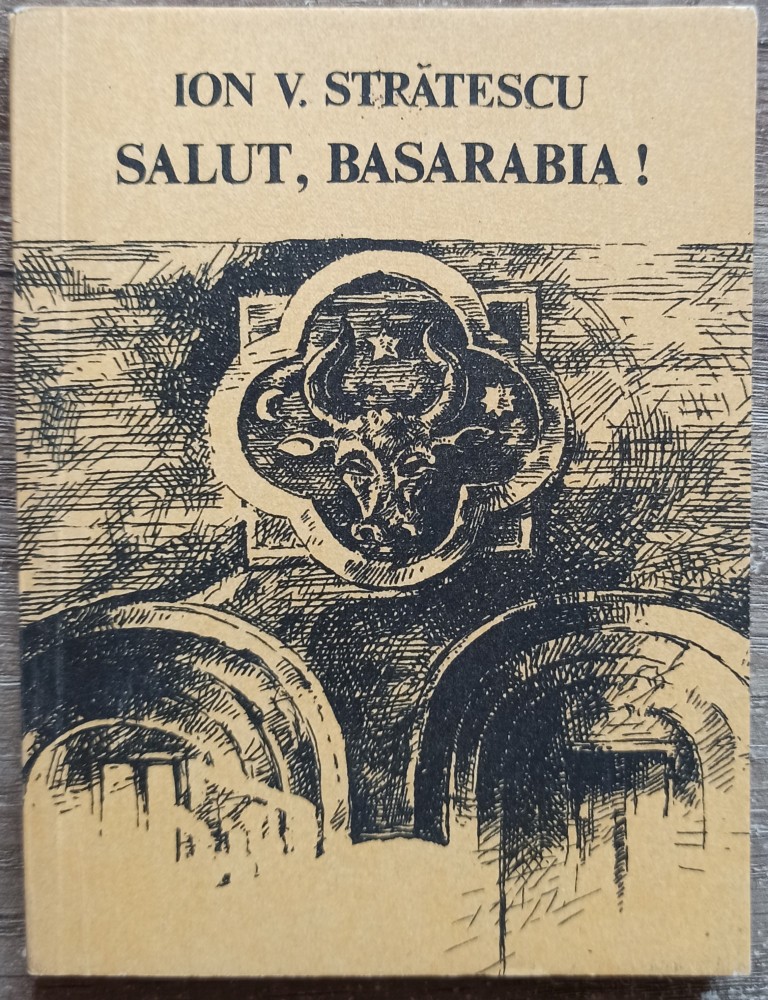 ION V. STRĂTESCU
SALUT, BASARABIA !